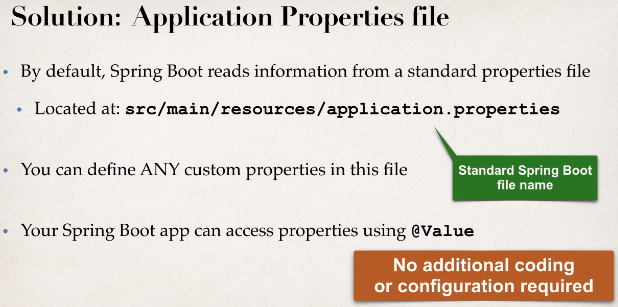 Solution: Application Properties file
• By default, Spring Boot reads information from a standard properties file
• Located at: src/main/resources/application.properties
Standard Spring Boot
file name
• You can define ANY custom properties in this file
• Your Spring Boot app can access properties using @Value
No additional coding
or configuration required